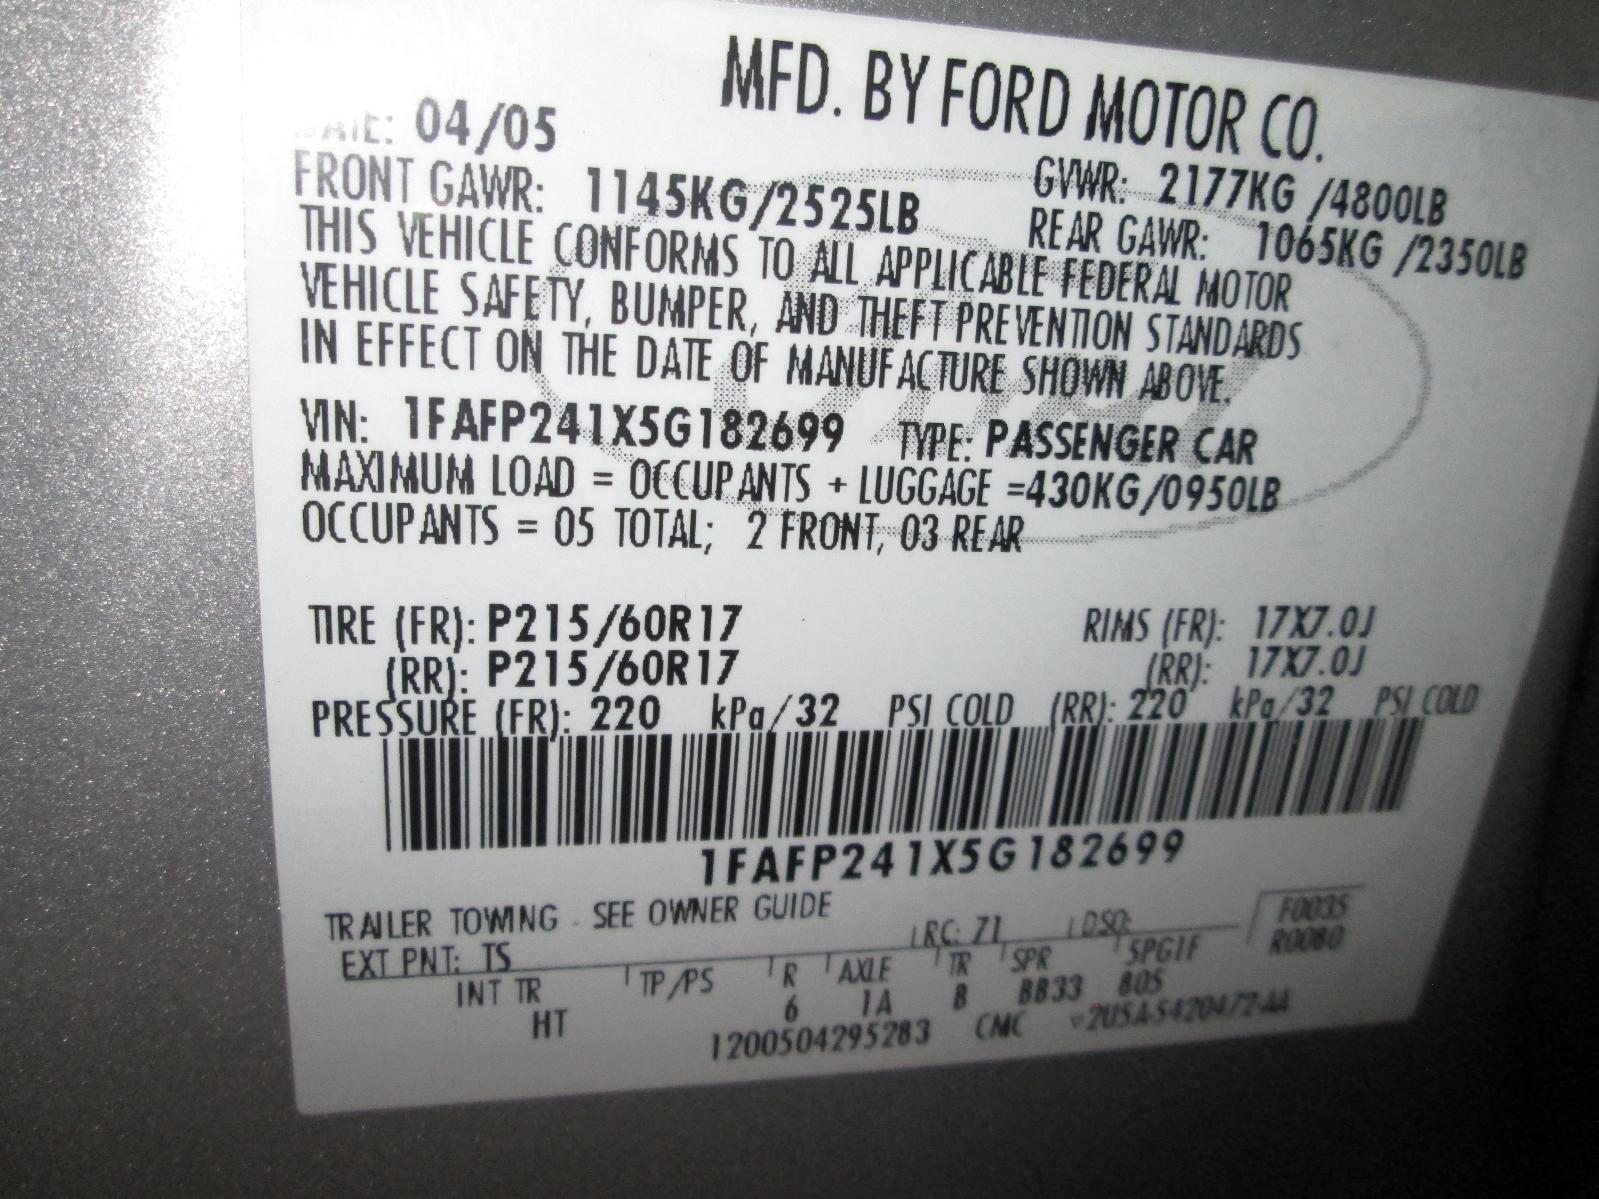 MFD. BY FORD MOTOR CO.
DATE: 04/05
GVWR: 2177KG /4800LB
FRONT GAWR: 1145KG/2525LB
REAR GAWR: 1065KG /2350LB
THIS VEHICLE CONFORMS TO ALL APPLICABLE FEDERAL MOTOR
VEHICLE SAFETY, BUMPER, AND THEFT PREVENTION STANDARDS
IN EFFECT ON THE DATE OF MANUFACTURE SHOWN ABOVE.
VIN: 1FAFP241X5G182699 TYPE: PASSENGER CAR
MAXIMUM LOAD = OCCUPANTS + LUGGAGE =430KG/0950LB
OCCUPANTS = 05 TOTAL; 2 FRONT, 03 REAR
TIRE (FR): P215/60R17 RIMS (FR): 17X7.0J
(RR): P215/60R17 (RR): 17X7.0J
PRESSURE (FR): 220 kPa/32 PSI COLD (RR): 220 kPa/32 PSI COLD
1FAFP241X5G182699
TRAILER TOWING - SEE OWNER GUIDE
F0035
EXT PNT: TS RC: 71 DSO: R0080
INT TR TP/PS R AXLE TR SPR 5PG1F
HT 6 1A B BB33 805
1200504295283 CMC 2U5A-5420472-AA